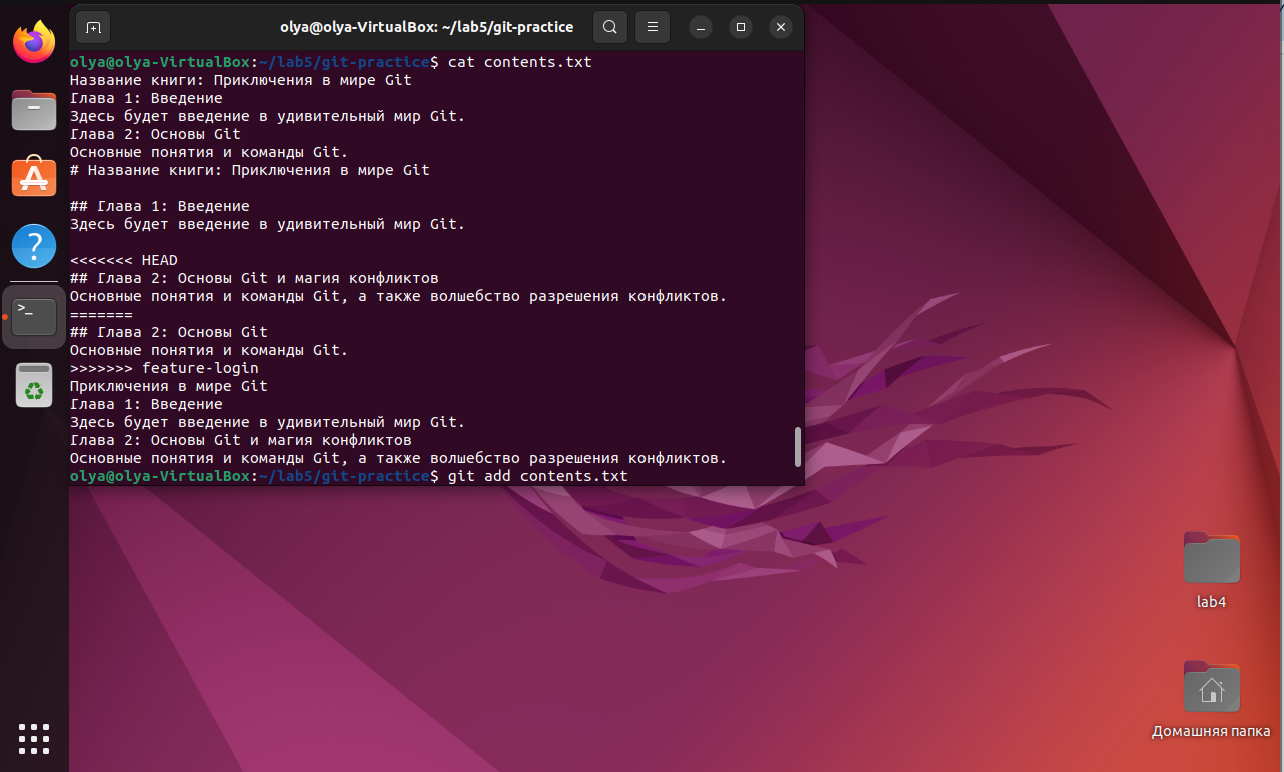 olya@olya-VirtualBox: ~/lab5/git-practice
olya@olya-VirtualBox:~/lab5/git-practice$ cat contents.txt
Название книги: Приключения в мире Git
Глава 1: Введение
Здесь будет введение в удивительный мир Git.
Глава 2: Основы Git
Основные понятия и команды Git.
# Название книги: Приключения в мире Git
## Глава 1: Введение
Здесь будет введение в удивительный мир Git.
<<<<<<< HEAD
## Глава 2: Основы Git и магия конфликтов
Основные понятия и команды Git, а также волшебство разрешения конфликтов.
=======
## Глава 2: Основы Git
Основные понятия и команды Git.
>>>>>>> feature-login
Приключения в мире Git
Глава 1: Введение
Здесь будет введение в удивительный мир Git.
Глава 2: Основы Git и магия конфликтов
Основные понятия и команды Git, а также волшебство разрешения конфликтов.
olya@olya-VirtualBox:~/lab5/git-practice$ git add contents.txt
lab4
Домашняя папка